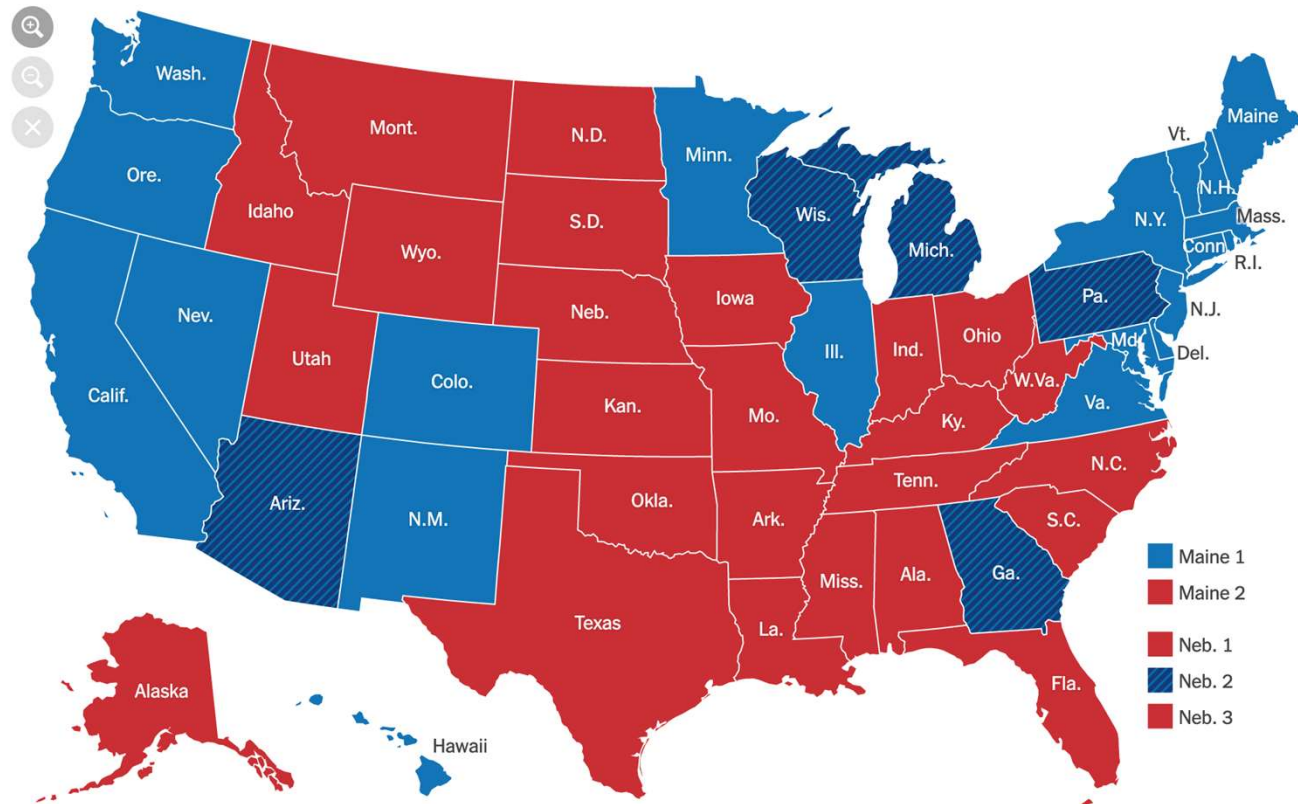 Wash.
Ore.
Calif.
Nev.
Idaho
Mont.
Wyo.
Utah
Colo.
Ariz.
N.M.
N.D.
S.D.
Neb.
Kan.
Okla.
Texas
Minn.
Iowa
Mo.
Ark.
La.
Wis.
Ill.
Mich.
Ind.
Ohio
Ky.
Tenn.
Miss.
Ala.
Ga.
Fla.
S.C.
N.C.
W.Va.
Va.
Md.
Del.
Pa.
N.J.
N.Y.
Conn.
R.I.
Mass.
Vt.
N.H.
Maine
Alaska
Hawaii
Maine 1
Maine 2
Neb. 1
Neb. 2
Neb. 3